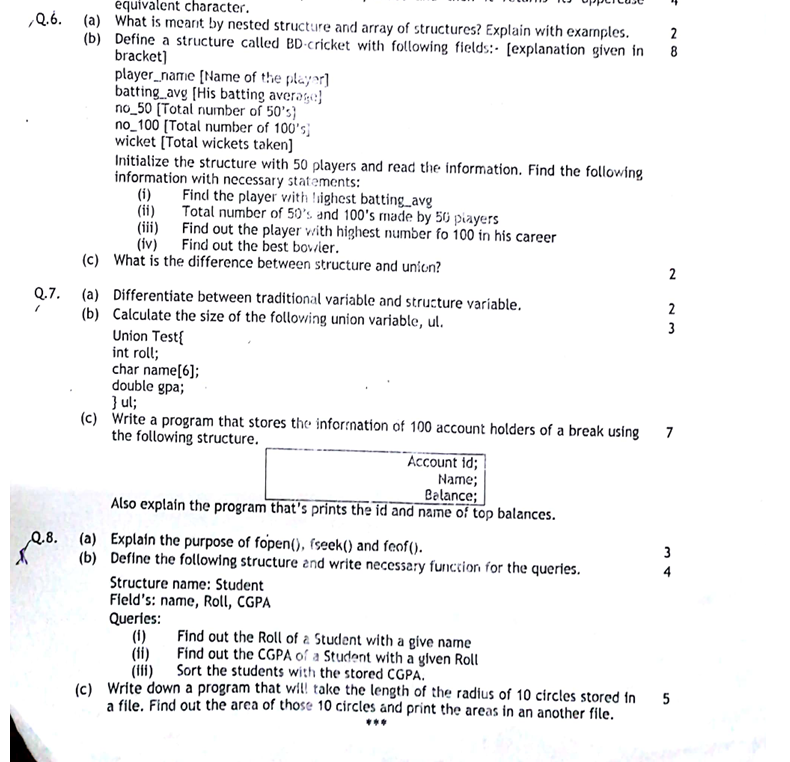 equivalent character.
Q.6. (a) What is meant by nested structure and array of structures? Explain with examples. 2
(b) Define a structure called BD-cricket with following fields:- [explanation given in 8
bracket]
player_name [Name of the player]
batting_avg [His batting average]
no_50 [Total number of 50's]
no_100 [Total number of 100's]
wicket [Total wickets taken]
Initialize the structure with 50 players and read the information. Find the following
information with necessary statements:
(i) Find the player with highest batting_avg
(ii) Total number of 50's and 100's made by 50 players
(iii) Find out the player with highest number fo 100 in his career
(iv) Find out the best bowler.
(c) What is the difference between structure and union? 2
Q.7. (a) Differentiate between traditional variable and structure variable. 2
(b) Calculate the size of the following union variable, ul. 3
Union Test{
int roll;
char name[6];
double gpa;
} ul;
(c) Write a program that stores the information of 100 account holders of a break using 7
the following structure.
Account id;
Name;
Balance;
Also explain the program that's prints the id and name of top balances.
Q.8. (a) Explain the purpose of fopen(), fseek() and feof(). 3
(b) Define the following structure and write necessary function for the queries. 4
Structure name: Student
Field's: name, Roll, CGPA
Queries:
(i) Find out the Roll of a Student with a give name
(ii) Find out the CGPA of a Student with a given Roll
(iii) Sort the students with the stored CGPA.
(c) Write down a program that will take the length of the radius of 10 circles stored in 5
a file. Find out the area of those 10 circles and print the areas in an another file.
***